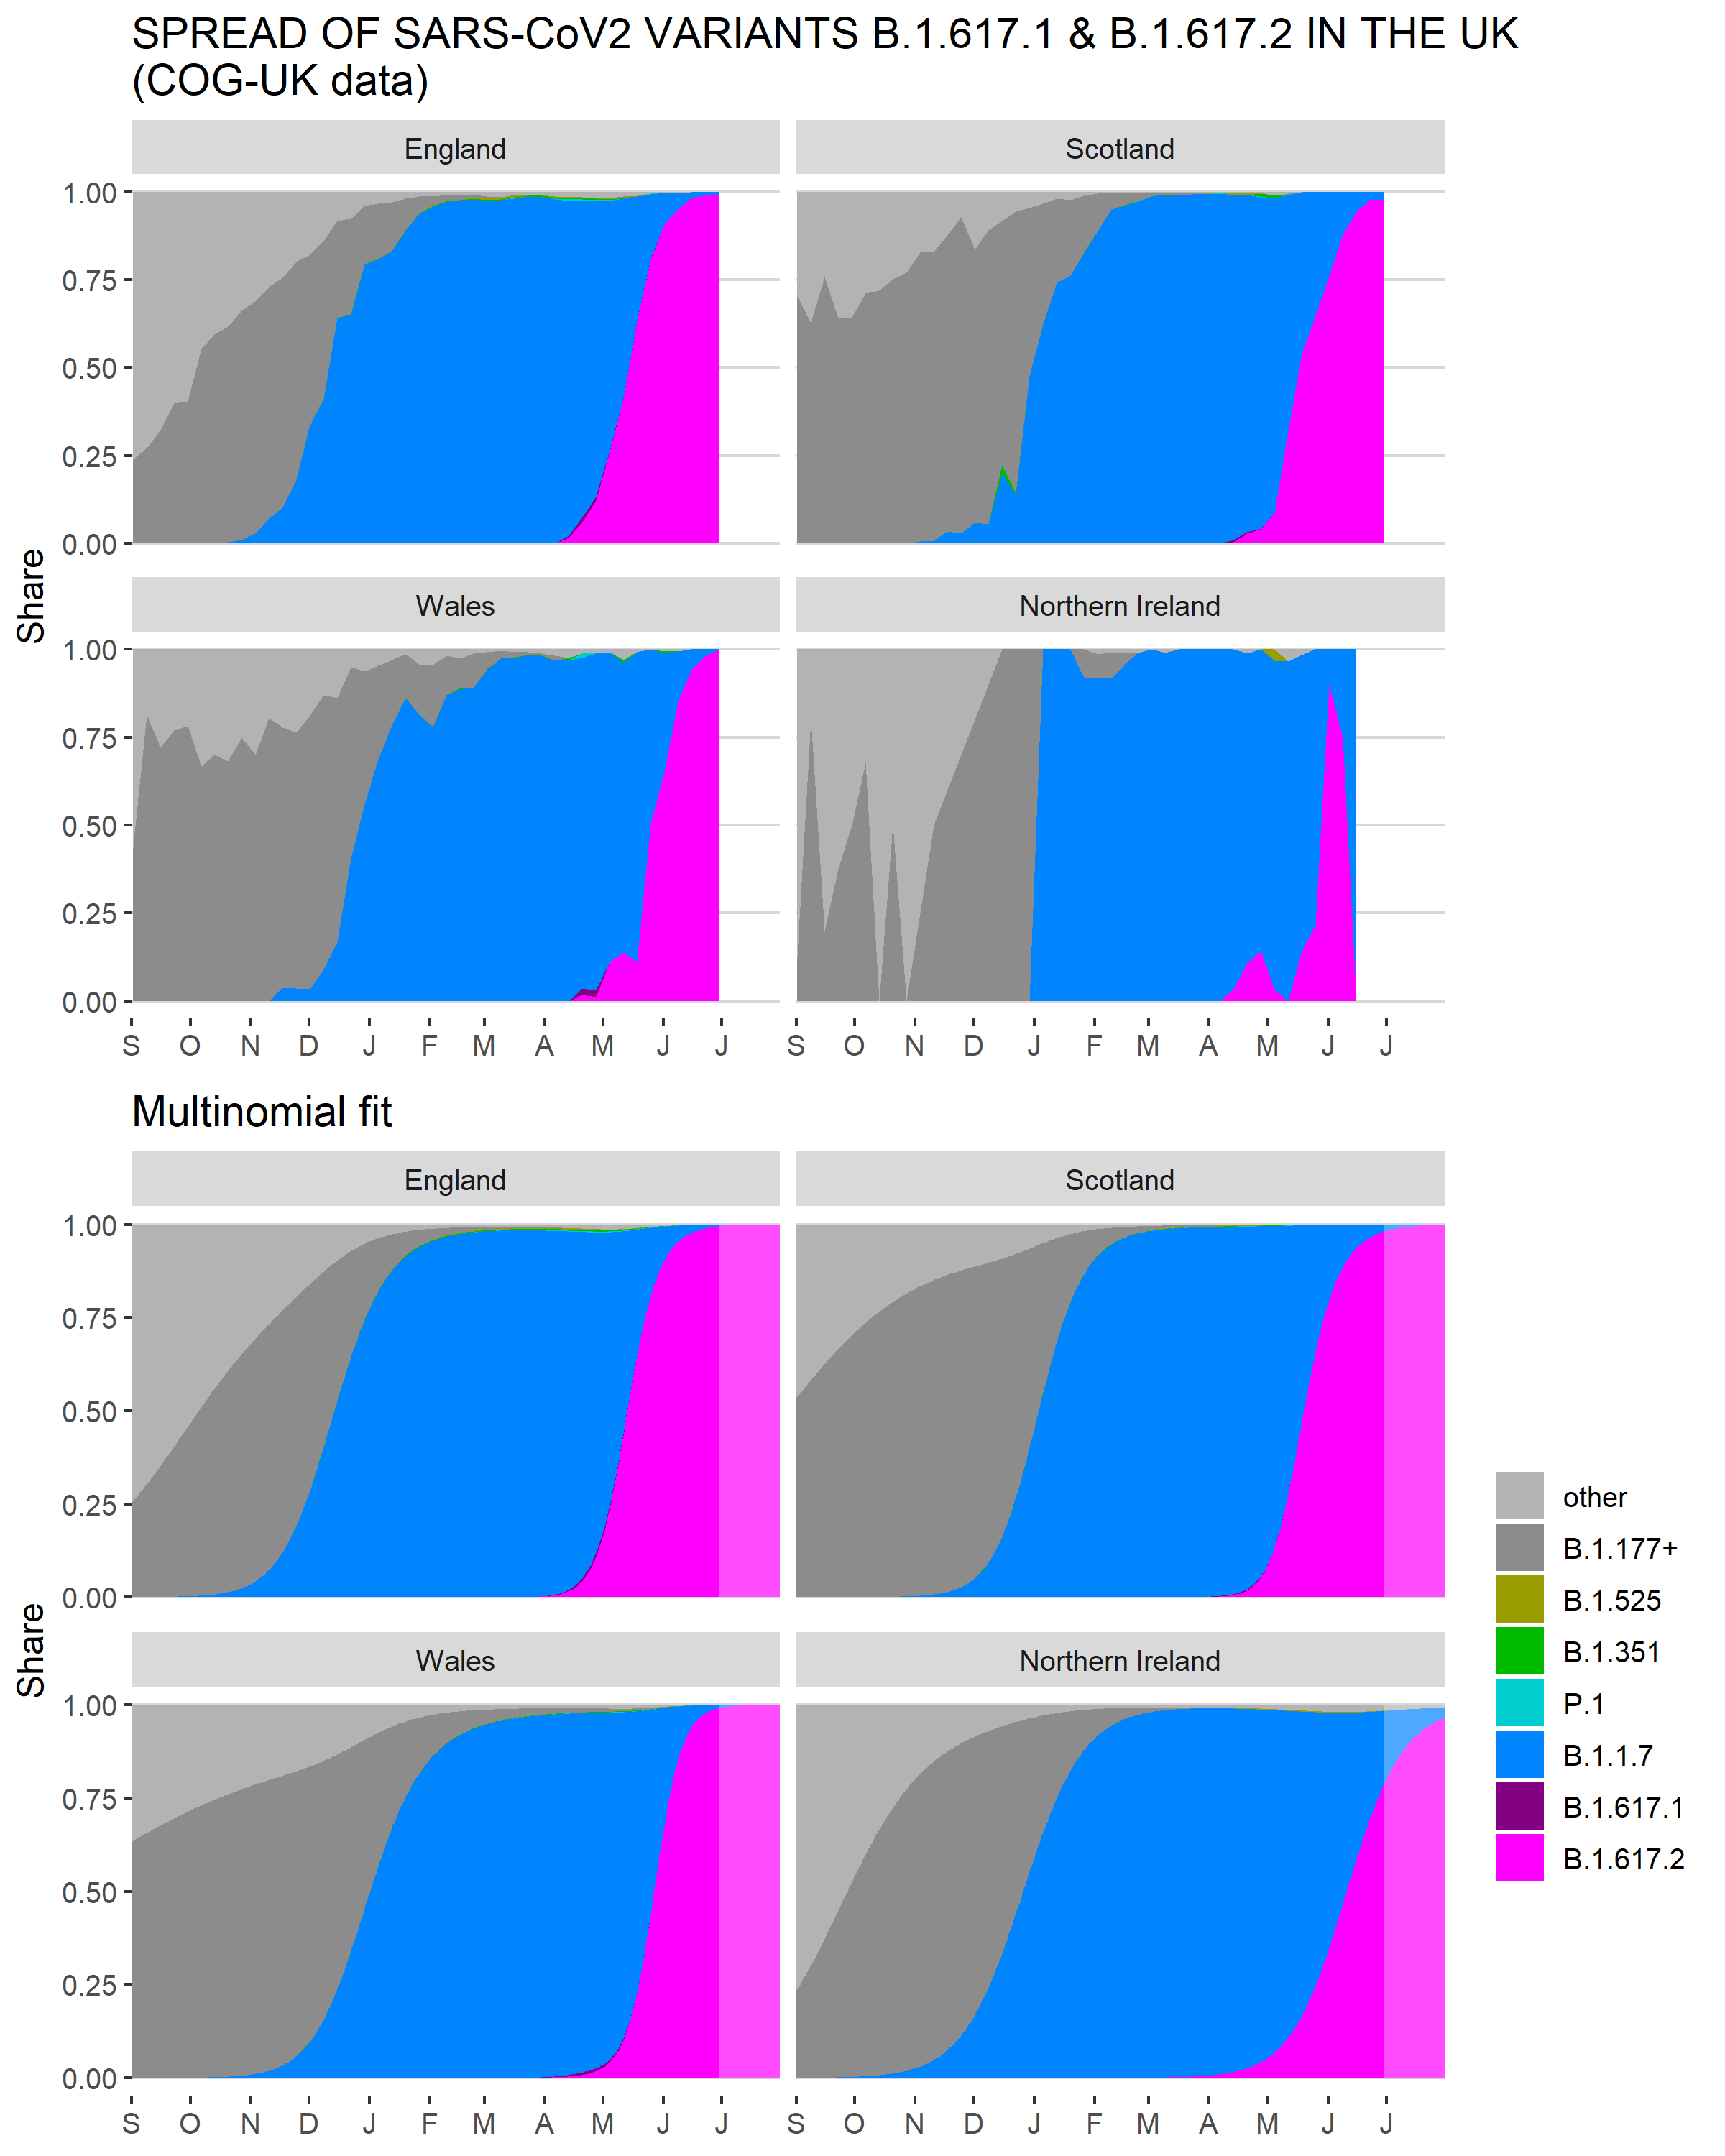 SPREAD OF SARS-CoV2 VARIANTS B.1.617.1 & B.1.617.2 IN THE UK
(COG-UK data)
England
Scotland
1.00
0.75
0.50
0.25
0.00
Share
Wales
Northern Ireland
1.00
0.75
0.50
0.25
0.00
S O N D J F M A M J J
S O N D J F M A M J J
Multinomial fit
England
Scotland
1.00
0.75
0.50
0.25
0.00
Share
Wales
Northern Ireland
1.00
0.75
0.50
0.25
0.00
S O N D J F M A M J J
S O N D J F M A M J J
other
B.1.177+
B.1.525
B.1.351
P.1
B.1.1.7
B.1.617.1
B.1.617.2